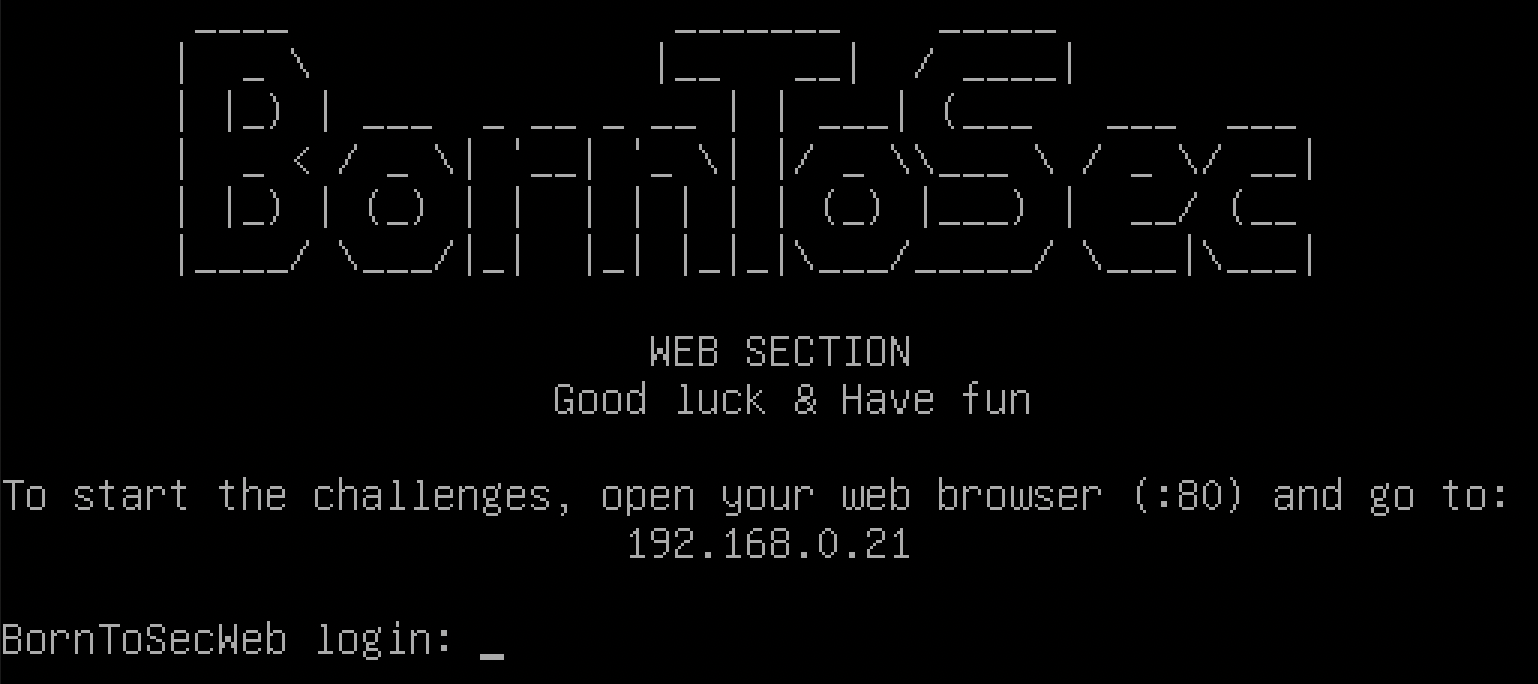 BornToSec
WEB SECTION
Good luck & Have fun
To start the challenges, open your web browser (:80) and go to:
192.168.0.21
BornToSecWeb login: _